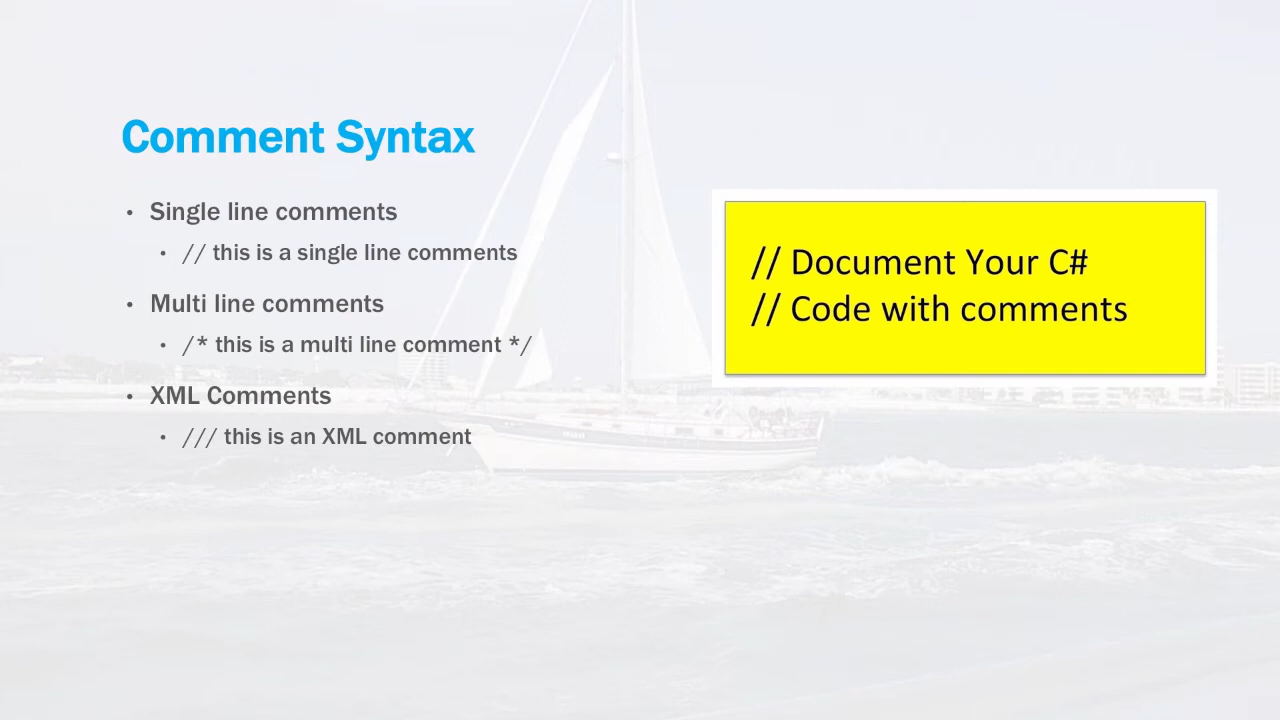 Comment Syntax
• Single line comments
• // this is a single line comments
• Multi line comments
• /* this is a multi line comment */
• XML Comments
• /// this is an XML comment
// Document Your C#
// Code with comments